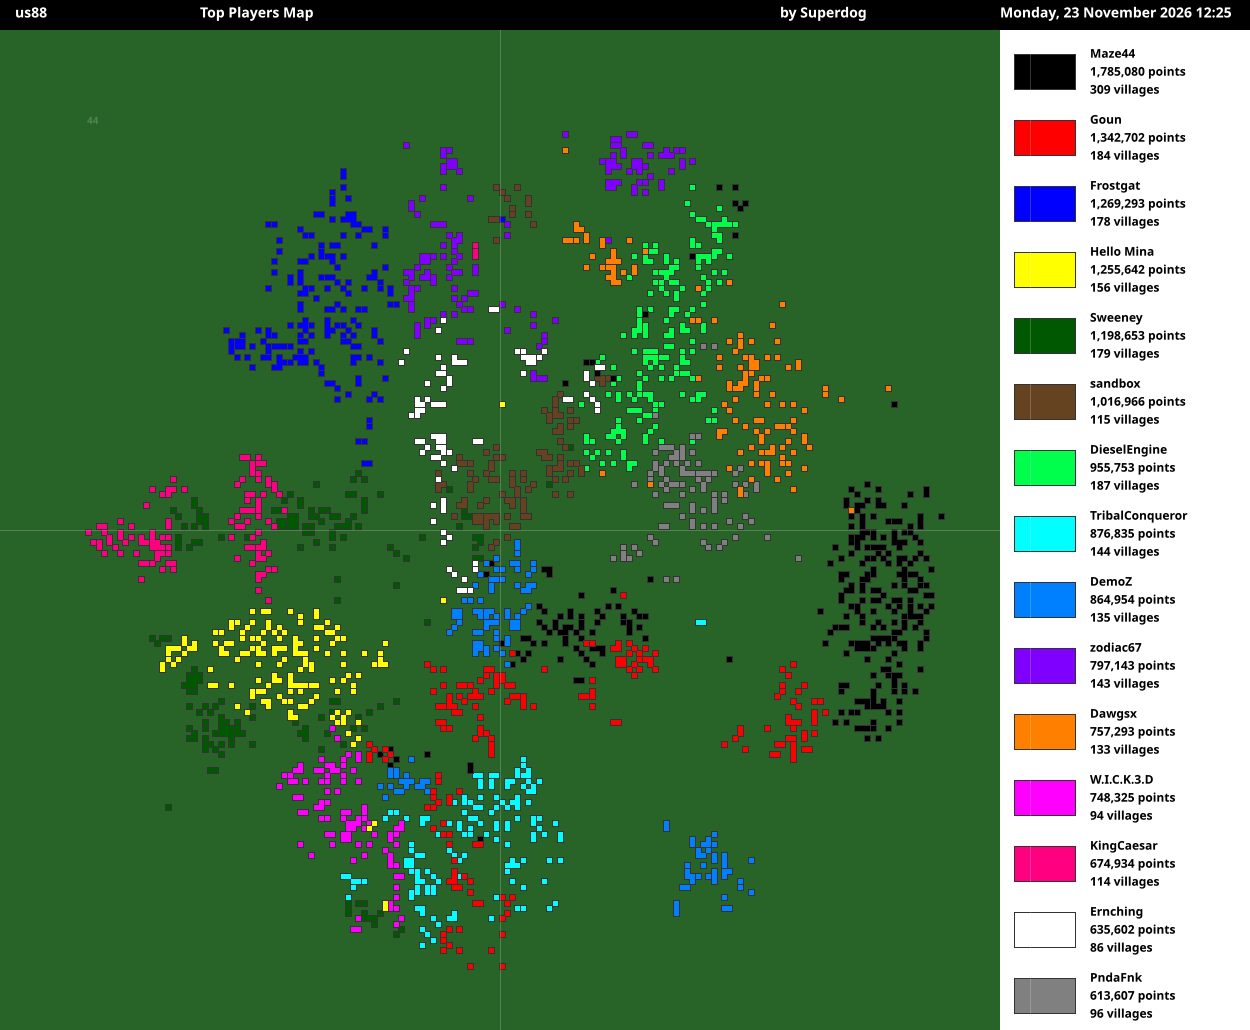 us88 Top Players Map by Superdog Monday, 23 November 2026 12:25
44
Maze44
1,785,080 points
309 villages
Goun
1,342,702 points
184 villages
Frostgat
1,269,293 points
178 villages
Hello Mina
1,255,642 points
156 villages
Sweeney
1,198,653 points
179 villages
sandbox
1,016,966 points
115 villages
DieselEngine
955,753 points
187 villages
TribalConqueror
876,835 points
144 villages
DemoZ
864,954 points
135 villages
zodiac67
797,143 points
143 villages
Dawgsx
757,293 points
133 villages
W.I.C.K.3.D
748,325 points
94 villages
KingCaesar
674,934 points
114 villages
Ernching
635,602 points
86 villages
PndaFnk
613,607 points
96 villages